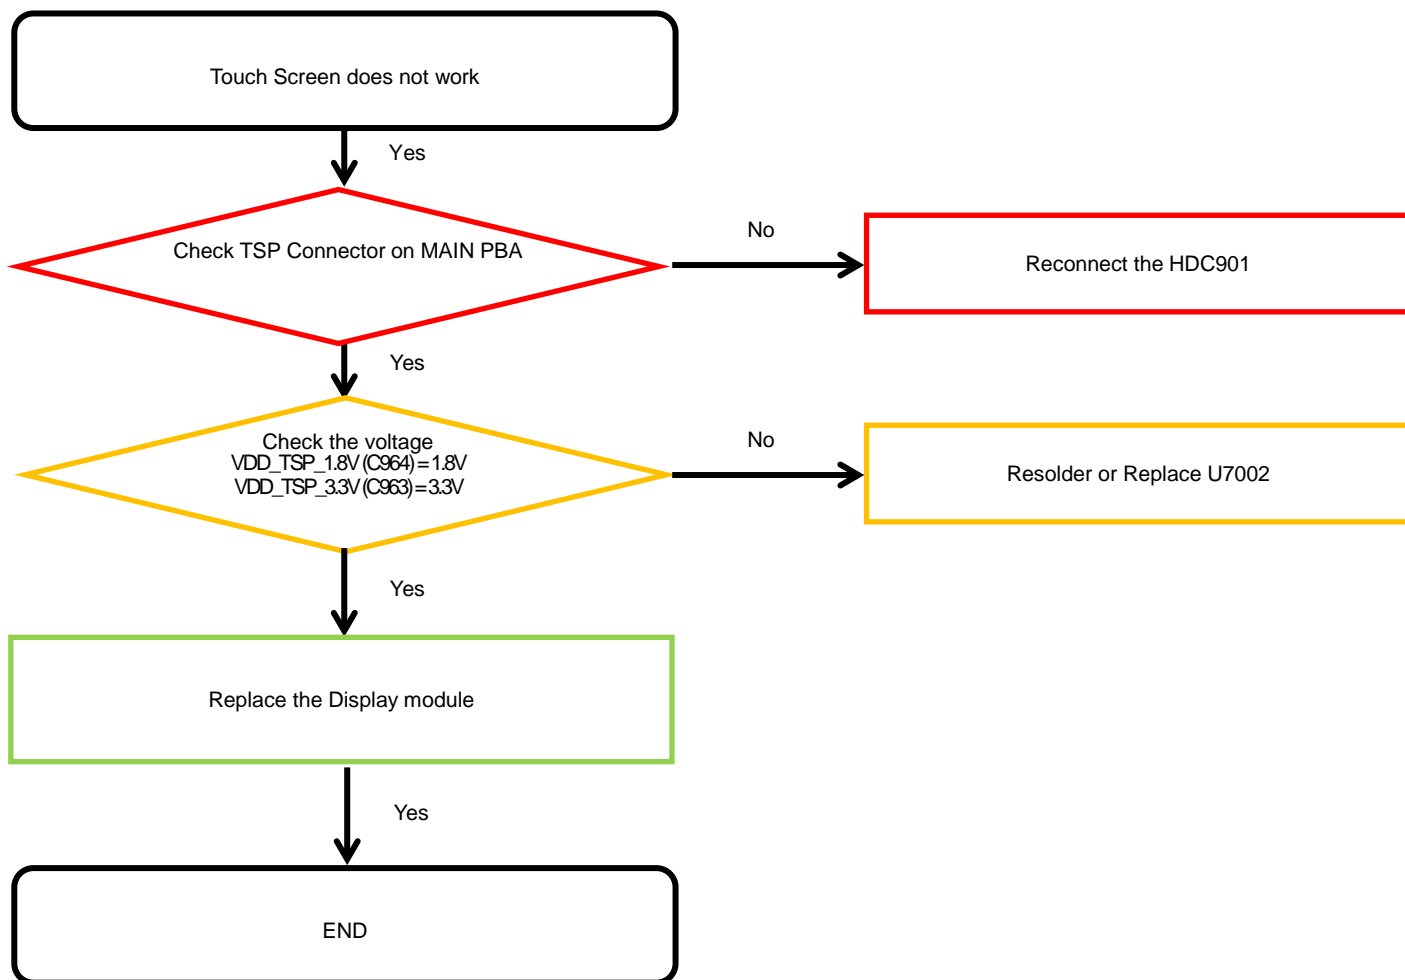 Touch Screen does not work
Yes
Check TSP Connector on MAIN PBA
No
Reconnect the HDC901
Yes
Check the voltage
VDD_TSP_1.8V (C964) = 1.8V
VDD_TSP_3.3V (C963) = 3.3V
No
Resolder or Replace U7002
Yes
Replace the Display module
Yes
END